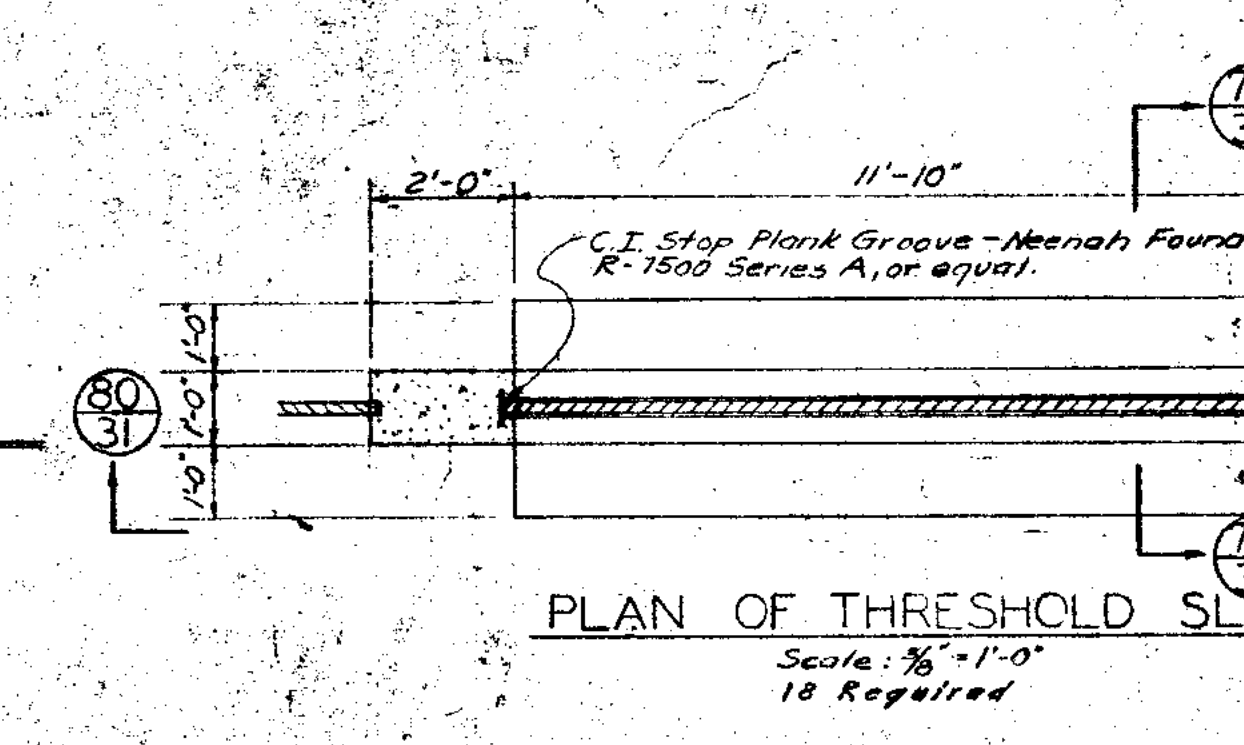 2'-0"
11'-10"
C.I. Stop Plank Groove - Neenah Found
R-7500 Series A, or equal.
1'-0"
1'-0"
1'-0"
80
31
PLAN OF THRESHOLD SL
Scale: 3/8" = 1'-0"
18 Required